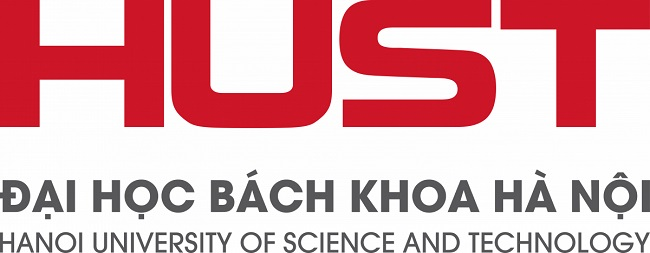 HUST
ĐẠI HỌC BÁCH KHOA HÀ NỘI
HANOI UNIVERSITY OF SCIENCE AND TECHNOLOGY